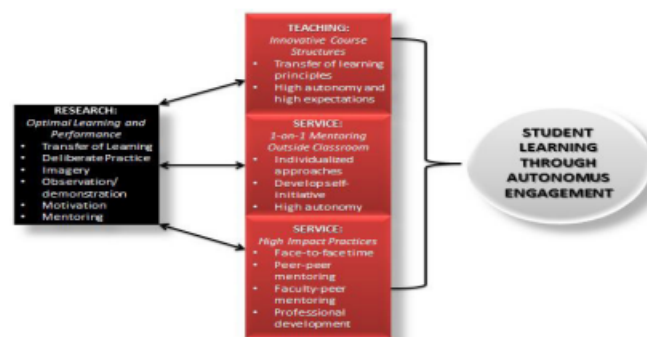 RESEARCH:
Optimal Learning and
Performance
• Transfer of Learning
• Deliberate Practice
• Imagery
• Observation/
demonstration
• Motivation
• Mentoring
TEACHING:
Innovative Course
Structures
• Transfer of learning
principles
• High autonomy and
high expectations
SERVICE:
1-on-1 Mentoring
Outside Classroom
• Individualized
approaches
• Develop self-
initiative
• High autonomy
SERVICE:
High Impact Practices
• Face-to-face time
• Peer-peer
mentoring
• Faculty-peer
mentoring
• Professional
development
STUDENT
LEARNING
THROUGH
AUTONOMUS
ENGAGEMENT